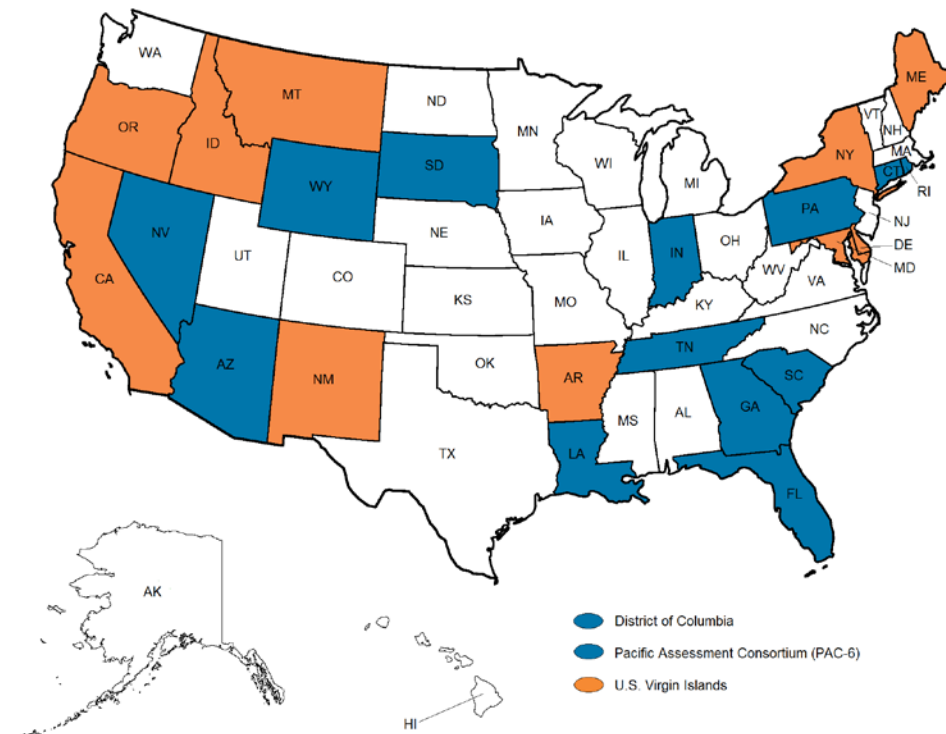 WA
MT
ND
ME
OR
ID
MN
VT
NH
SD
WI
NY
MA
WY
MI
CT
RI
NV
NE
IA
PA
NJ
UT
IL
IN
OH
DE
CA
CO
WV
MD
KS
MO
VA
KY
NC
AZ
NM
OK
TN
AR
SC
MS
AL
GA
TX
LA
FL
AK
HI
District of Columbia
Pacific Assessment Consortium (PAC-6)
U.S. Virgin Islands